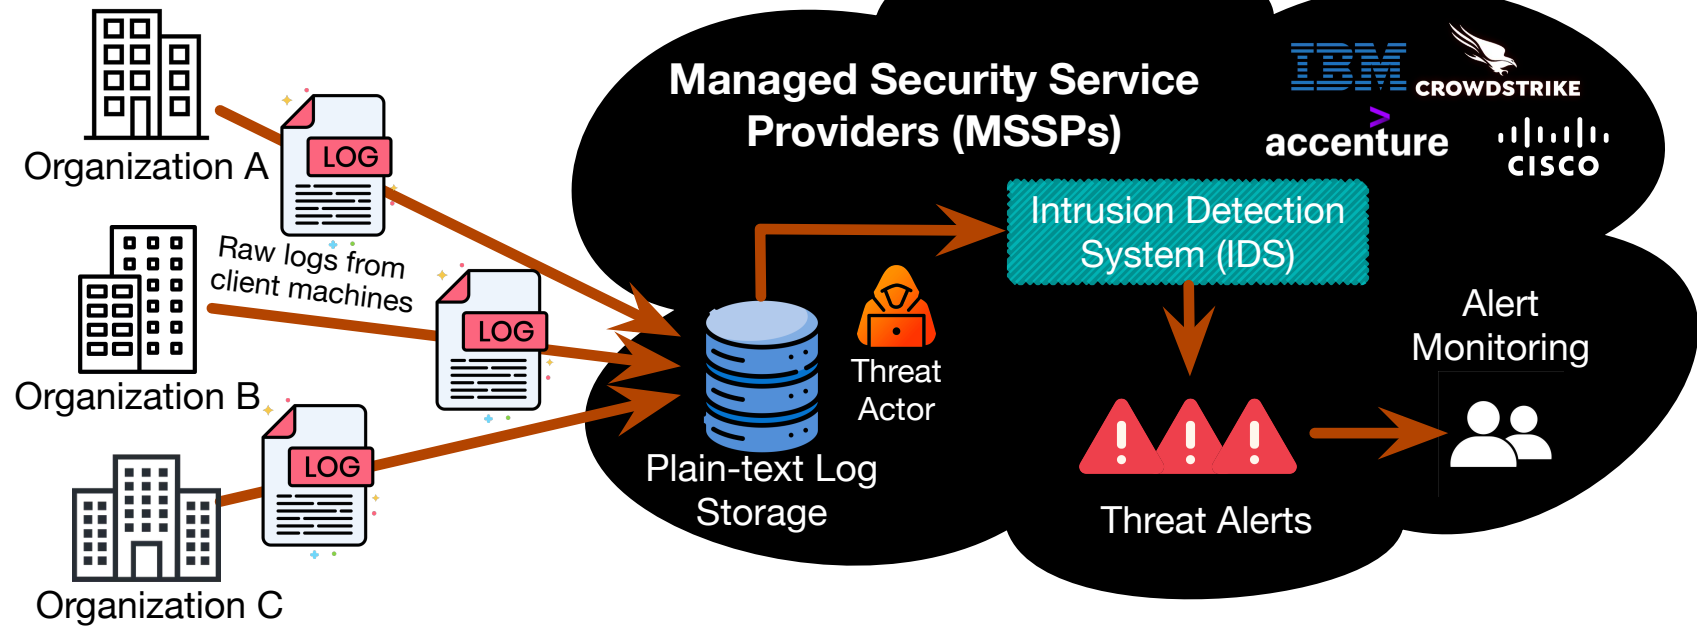 Organization A
LOG
Raw logs from
client machines
Organization B
LOG
LOG
Organization C
Managed Security Service
Providers (MSSPs)
IBM
CROWDSTRIKE
>
accenture
CISCO
Intrusion Detection
System (IDS)
Threat
Actor
Plain-text Log
Storage
Threat Alerts
Alert
Monitoring